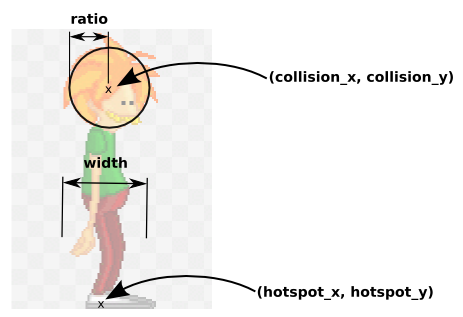 ratio
x
(collision_x, collision_y)
width
(hotspot_x, hotspot_y)
x